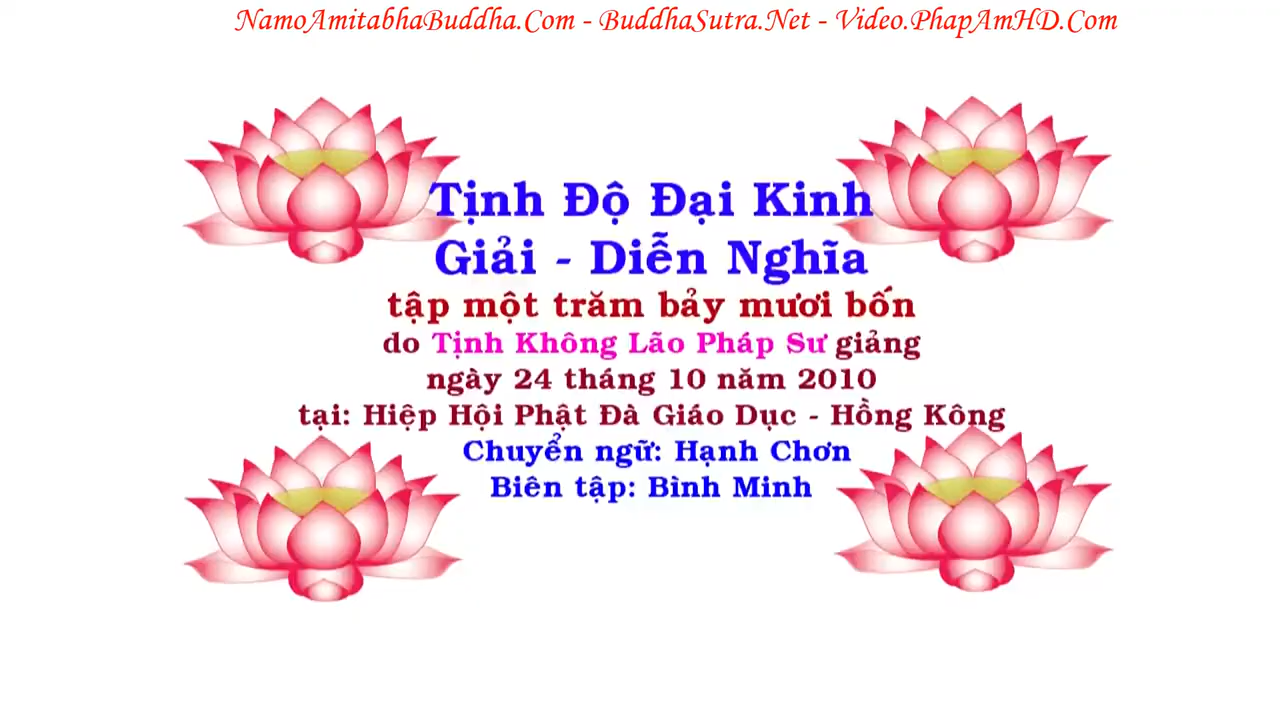 NamoAmitabhaBuddha.Com - BuddhaSutra.Net - Video.PhapAmHD.Com
Tịnh Độ Đại Kinh
Giải - Diễn Nghĩa
tập một trăm bảy mươi bốn
do Tịnh Không Lão Pháp Sư giảng
ngày 24 tháng 10 năm 2010
tại: Hiệp Hội Phật Đà Giáo Dục - Hồng Kông
Chuyển ngữ: Hạnh Chơn
Biên tập: Bình Minh